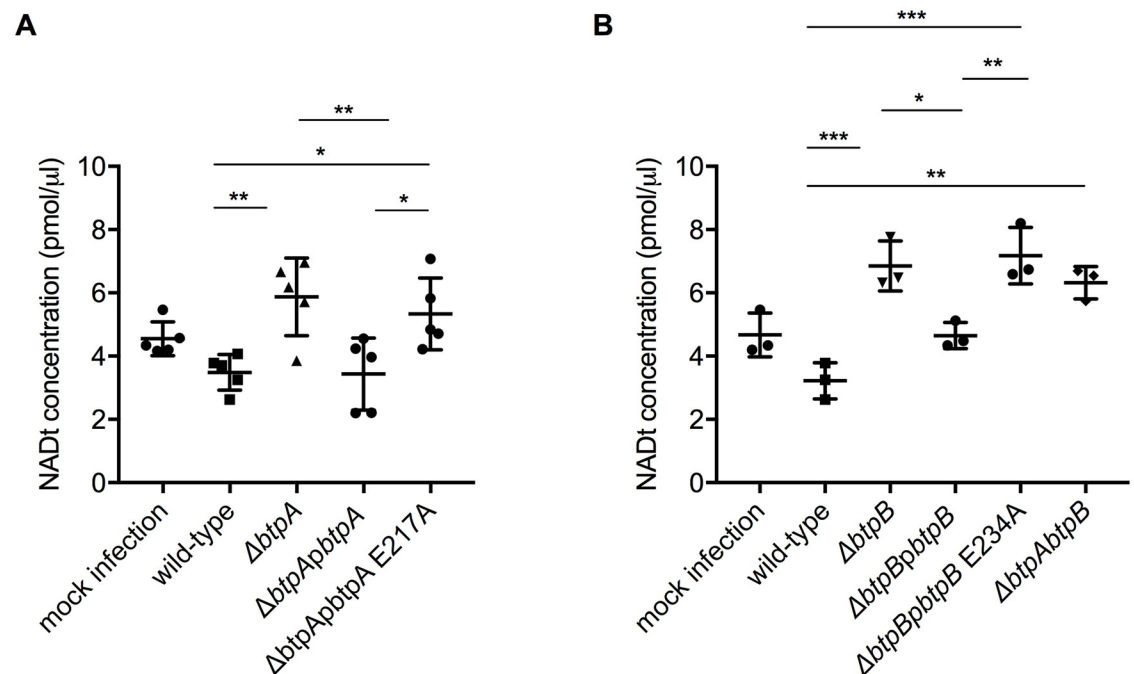 A
B
***
**
**
*
*
***
**
*
**
NADt concentration (pmol/μl)
10
8
6
4
2
0
mock infection
wild-type
ΔbtpA
ΔbtpApbtpA
ΔbtpApbtpA E217A
NADt concentration (pmol/μl)
10
8
6
4
2
0
mock infection
wild-type
ΔbtpB
ΔbtpBpbtpB
ΔbtpBpbtpB E234A
ΔbtpAbtpB